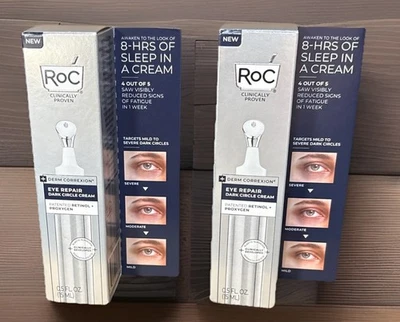 NEW
RoC
CLINICALLY
PROVEN
+ DERM CORREXION®
EYE REPAIR
DARK CIRCLE CREAM
PATENTED RETINOL +
PROXYGEN
0.5 FL OZ
(15 ML)
AWAKEN TO THE LOOK OF
8-HRS OF
SLEEP IN
A CREAM
4 OUT OF 5
SAW VISIBLY
REDUCED SIGNS
OF FATIGUE
IN 1 WEEK
TARGETS MILD TO
SEVERE DARK CIRCLES
SEVERE
MODERATE
MILD
NEW
RoC
CLINICALLY
PROVEN
+ DERM CORREXION®
EYE REPAIR
DARK CIRCLE CREAM
PATENTED RETINOL +
PROXYGEN
0.5 FL OZ
(15 ML)
AWAKEN TO THE LOOK OF
8-HRS OF
SLEEP IN
A CREAM
4 OUT OF 5
SAW VISIBLY
REDUCED SIGNS
OF FATIGUE
IN 1 WEEK
TARGETS MILD TO
SEVERE DARK CIRCLES
SEVERE
MODERATE
MILD